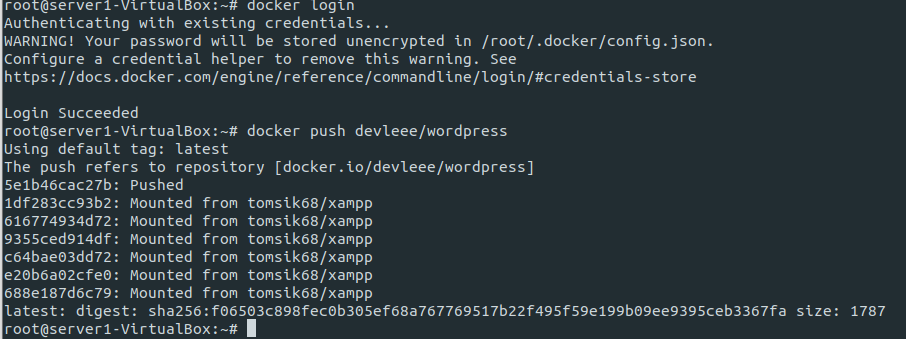 root@server1-VirtualBox:~# docker login
Authenticating with existing credentials...
WARNING! Your password will be stored unencrypted in /root/.docker/config.json.
Configure a credential helper to remove this warning. See
https://docs.docker.com/engine/reference/commandline/login/#credentials-store
Login Succeeded
root@server1-VirtualBox:~# docker push devleee/wordpress
Using default tag: latest
The push refers to repository [docker.io/devleee/wordpress]
5e1b46cac27b: Pushed
1df283cc93b2: Mounted from tomsik68/xampp
616774934d72: Mounted from tomsik68/xampp
9355ced914df: Mounted from tomsik68/xampp
c64bae03dd72: Mounted from tomsik68/xampp
e20b6a02cfe0: Mounted from tomsik68/xampp
688e187d6c79: Mounted from tomsik68/xampp
latest: digest: sha256:f06503c898fec0b305ef68a767769517b22f495f59e199b09ee9395ceb3367fa size: 1787
root@server1-VirtualBox:~#